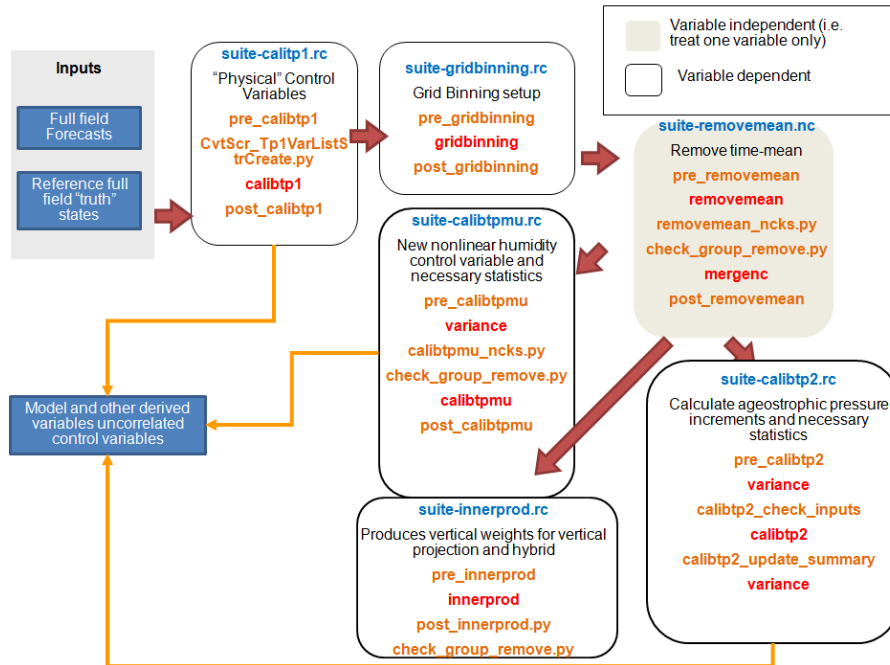 Inputs
Full field
Forecasts
Reference full
field “truth”
states
suite-calitp1.rc
“Physical” Control
Variables
pre_calibtp1
CvtScr_Tp1VarListS
trCreate.py
calibtp1
post_calibtp1
suite-gridbinning.rc
Grid Binning setup
pre_gridbinning
gridbinning
post_gridbinning
Variable independent (i.e.
treat one variable only)
Variable dependent
suite-removemean.nc
Remove time-mean
pre_removemean
removemean
removemean_ncks.py
check_group_remove.py
mergenc
post_removemean
suite-calibtpmu.rc
New nonlinear humidity
control variable and
necessary statistics
pre_calibtpmu
variance
calibtpmu_ncks.py
check_group_remove.py
calibtpmu
post_calibtpmu
Model and other derived
variables uncorrelated
control variables
suite-calibtp2.rc
Calculate ageostrophic pressure
increments and necessary
statistics
pre_calibtp2
variance
calibtp2_check_inputs
calibtp2
calibtp2_update_summary
variance
suite-innerprod.rc
Produces vertical weights for vertical
projection and hybrid
pre_innerprod
innerprod
post_innerprod.py
check_group_remove.py